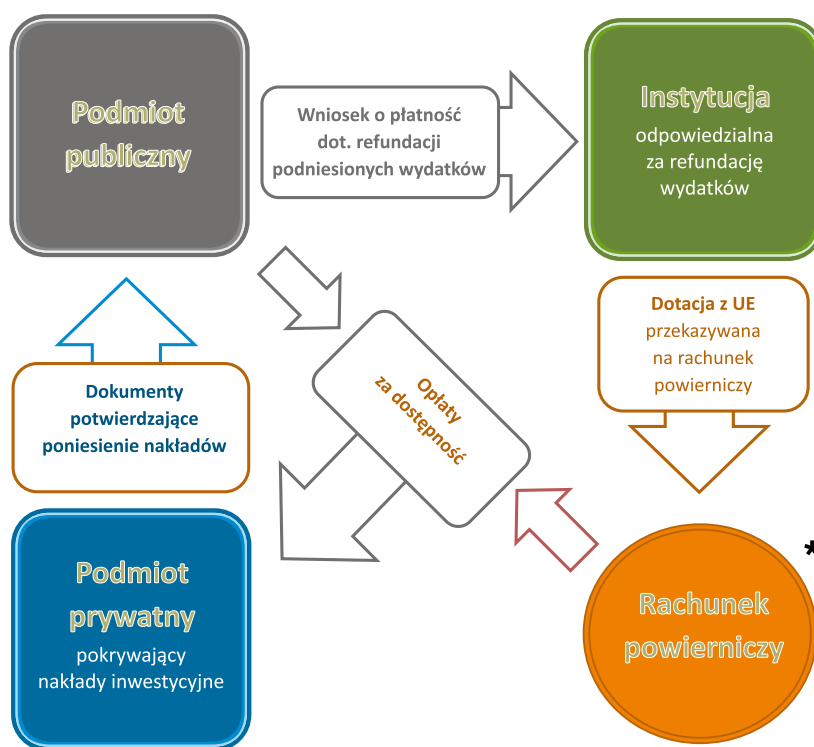 Podmiot
publiczny
Wniosek o płatność
dot. refundacji
podniesionych wydatków
Instytucja
odpowiedzialna
za refundację
wydatków
Dotacja z UE
przekazywana
na rachunek
powierniczy
Opłaty
za dostępność
Dokumenty
potwierdzające
poniesienie nakładów
Podmiot
prywatny
pokrywający
nakłady inwestycyjne
*
Rachunek
powierniczy